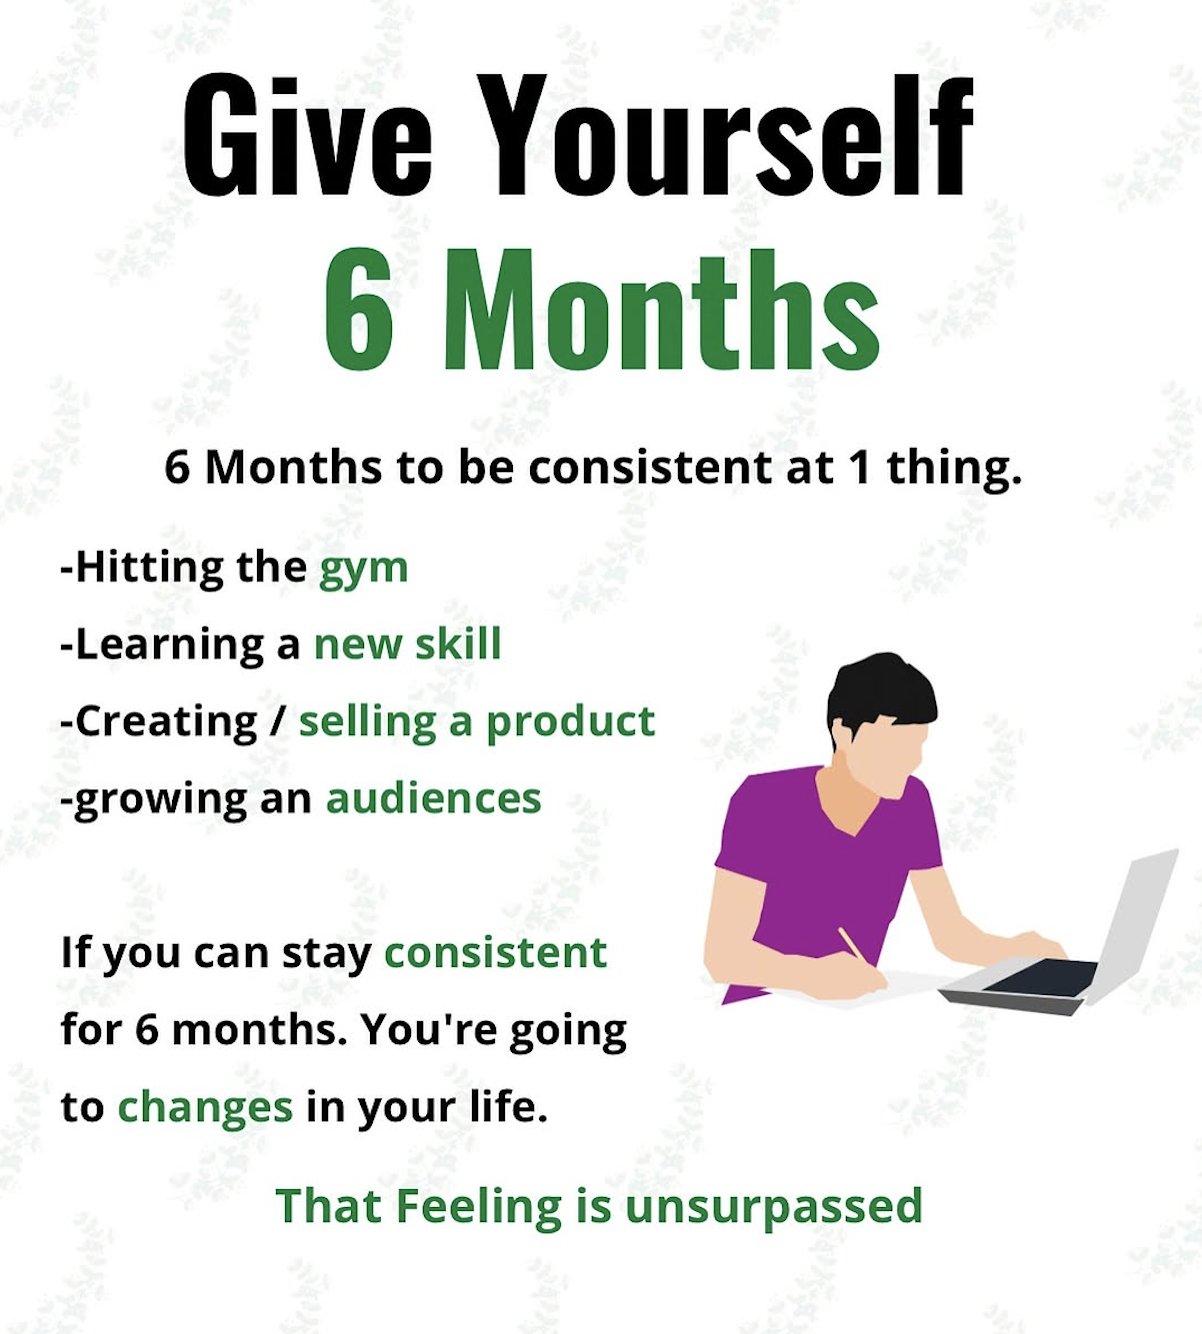 Give Yourself
6 Months
6 Months to be consistent at 1 thing.
-Hitting the gym
-Learning a new skill
-Creating / selling a product
-growing an audiences
If you can stay consistent
for 6 months. You're going
to changes in your life.
That Feeling is unsurpassed